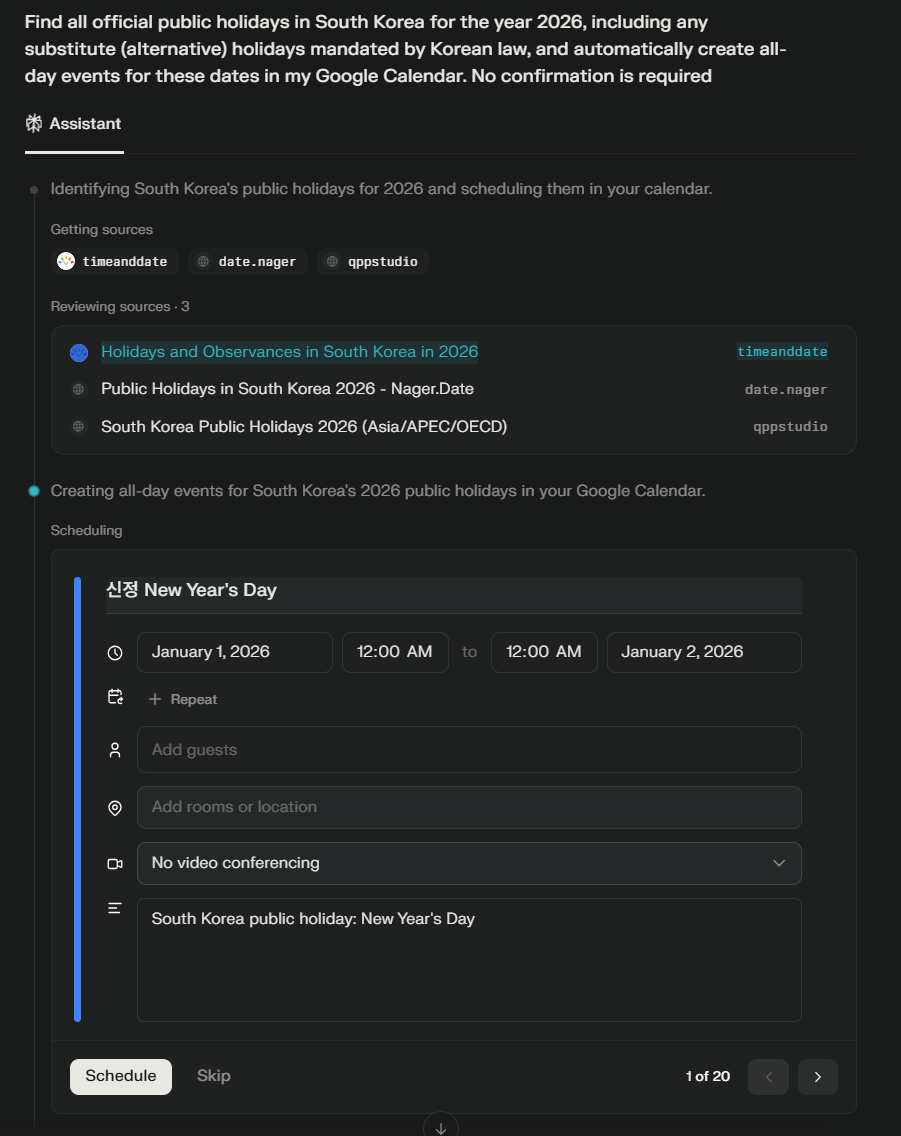 Find all official public holidays in South Korea for the year 2026, including any
substitute (alternative) holidays mandated by Korean law, and automatically create all-
day events for these dates in my Google Calendar. No confirmation is required
Assistant
Identifying South Korea's public holidays for 2026 and scheduling them in your calendar.
Getting sources
timeanddate date.nager qppstudio
Reviewing sources · 3
Holidays and Observances in South Korea in 2026 timeanddate
Public Holidays in South Korea 2026 - Nager.Date date.nager
South Korea Public Holidays 2026 (Asia/APEC/OECD) qppstudio
Creating all-day events for South Korea's 2026 public holidays in your Google Calendar.
Scheduling
신정 New Year's Day
January 1, 2026 12:00 AM to 12:00 AM January 2, 2026
Repeat
Add guests
Add rooms or location
No video conferencing
South Korea public holiday: New Year's Day
Schedule Skip 1 of 20